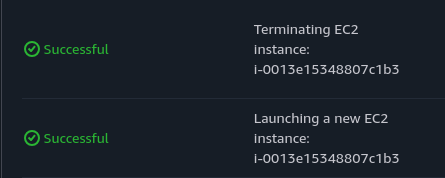 Terminating EC2
Successful
instance:
i-0013e15348807c1b3
Launching a new EC2
Successful
instance:
i-0013e15348807c1b3